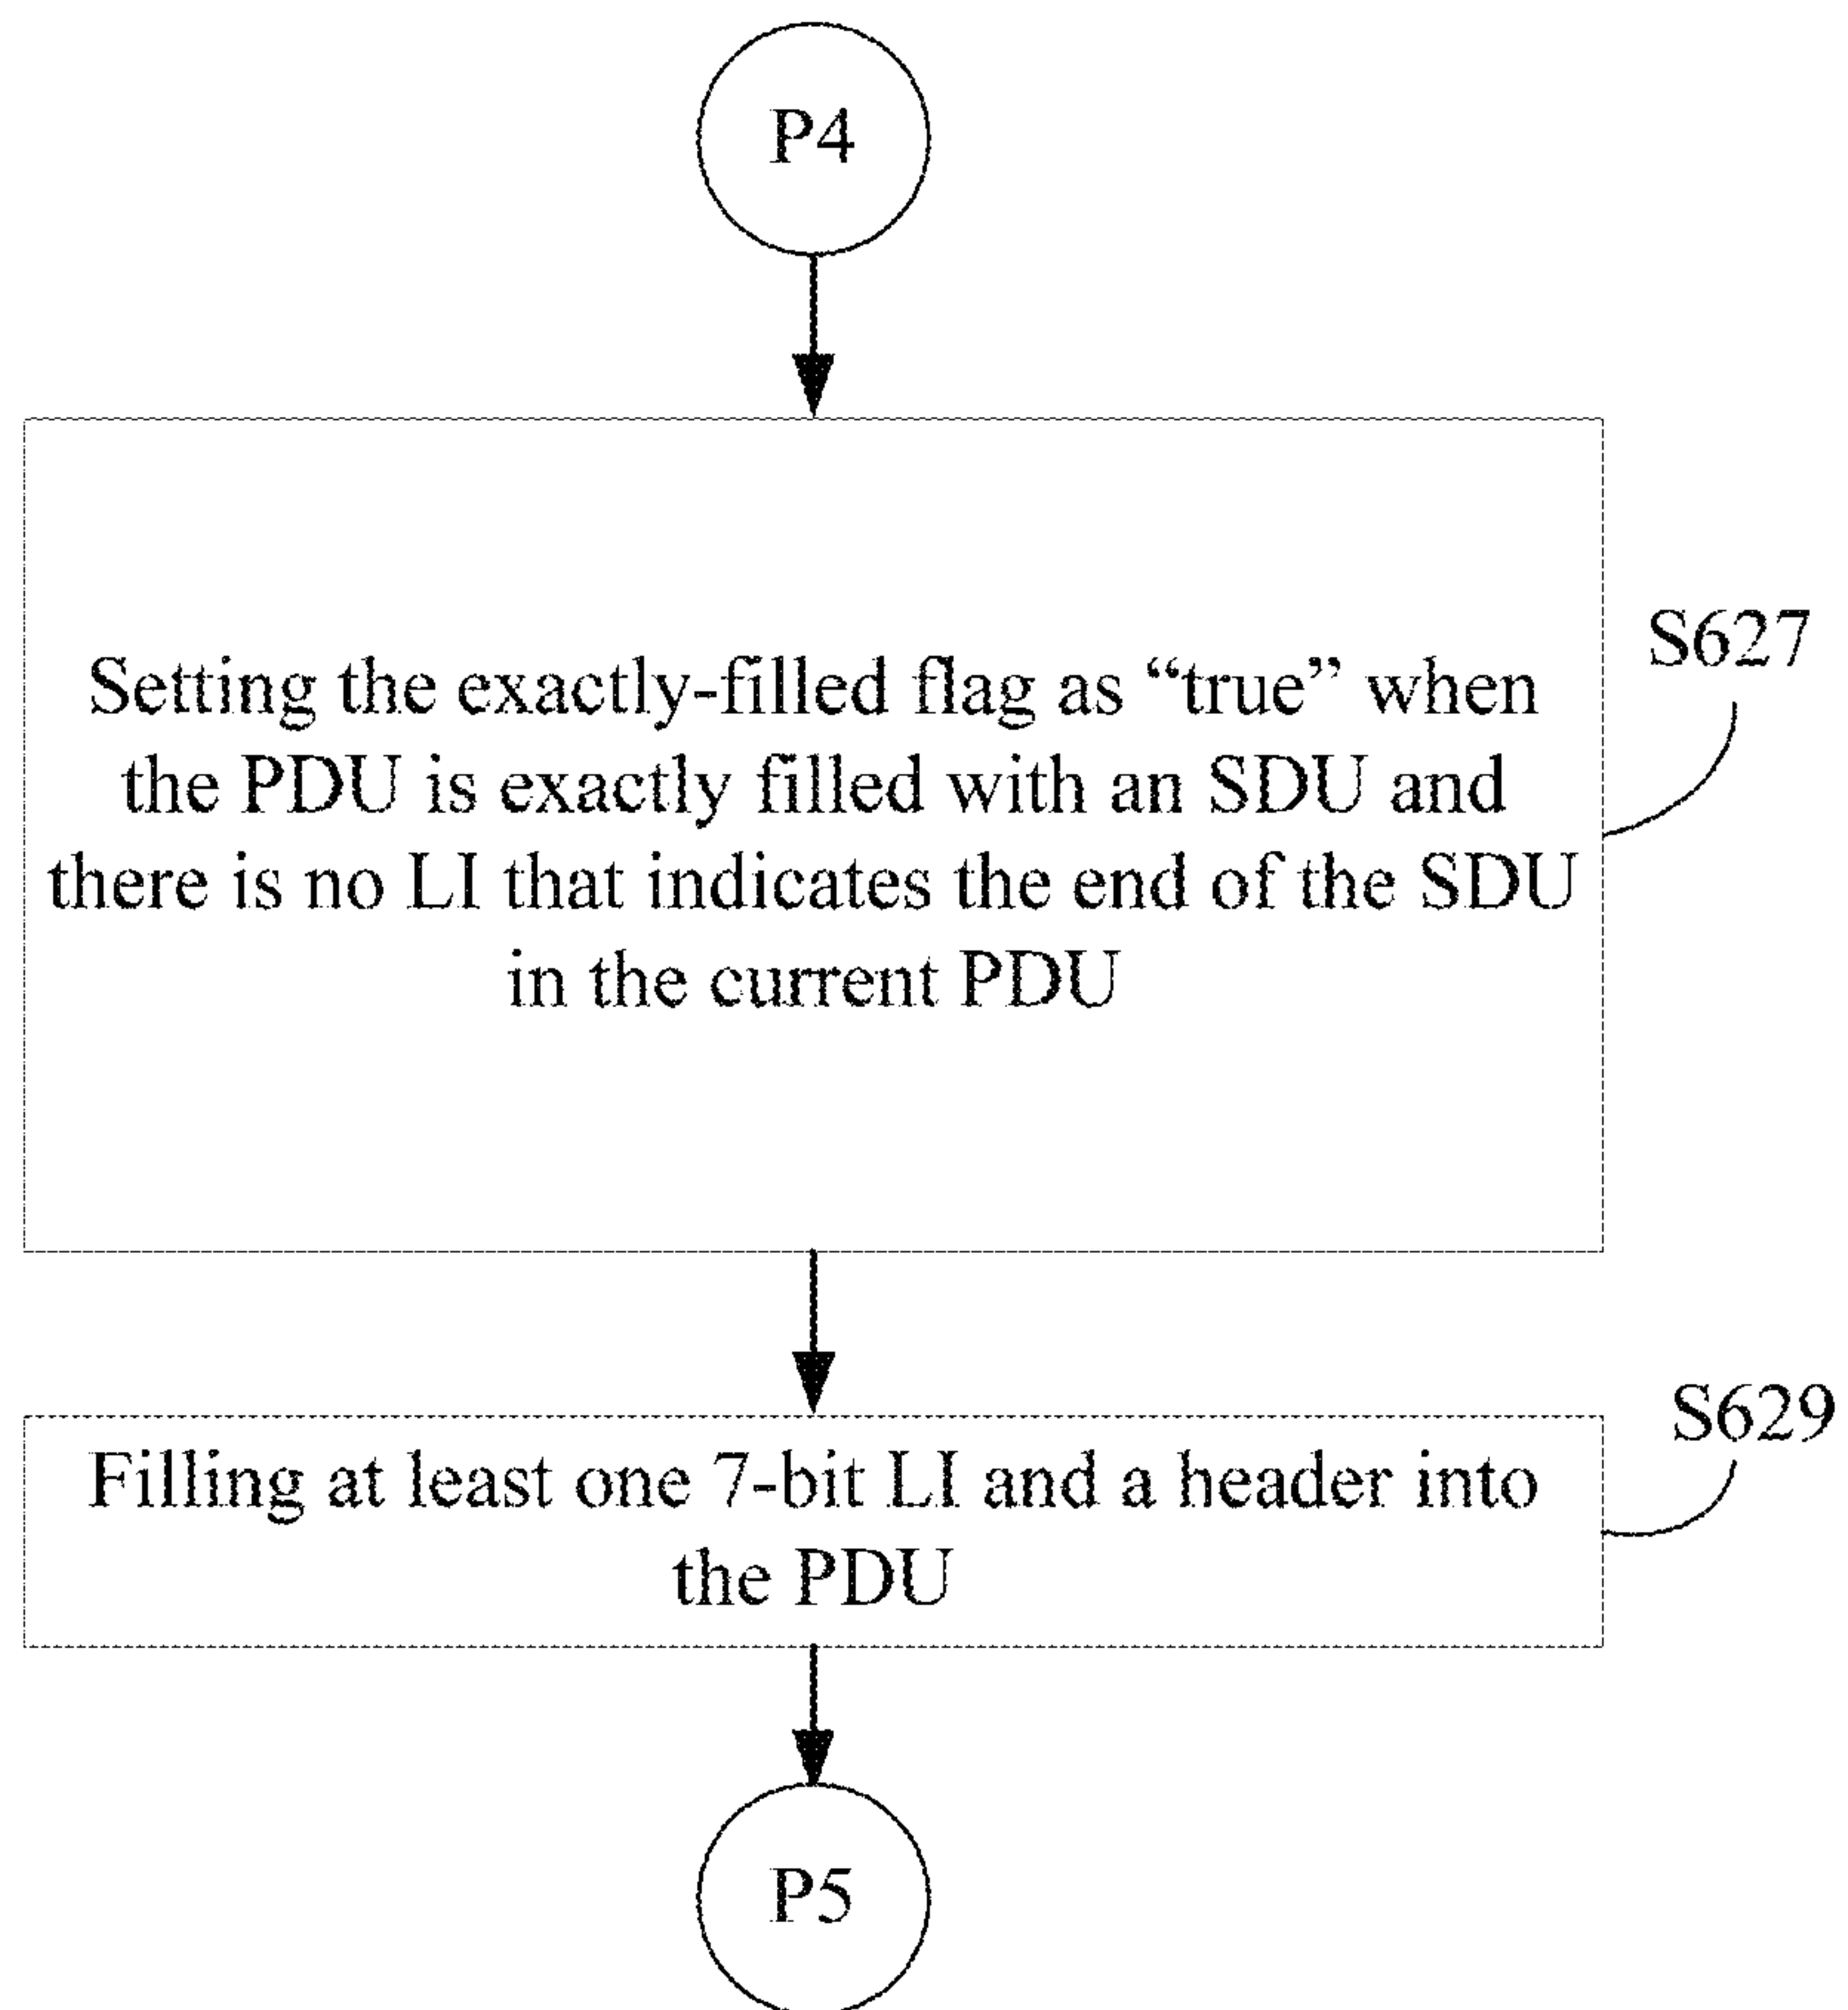 P4
Setting the exactly-filled flag as “true” when
the PDU is exactly filled with an SDU and
there is no LI that indicates the end of the SDU
in the current PDU
S627
Filling at least one 7-bit LI and a header into
the PDU
S629
P5